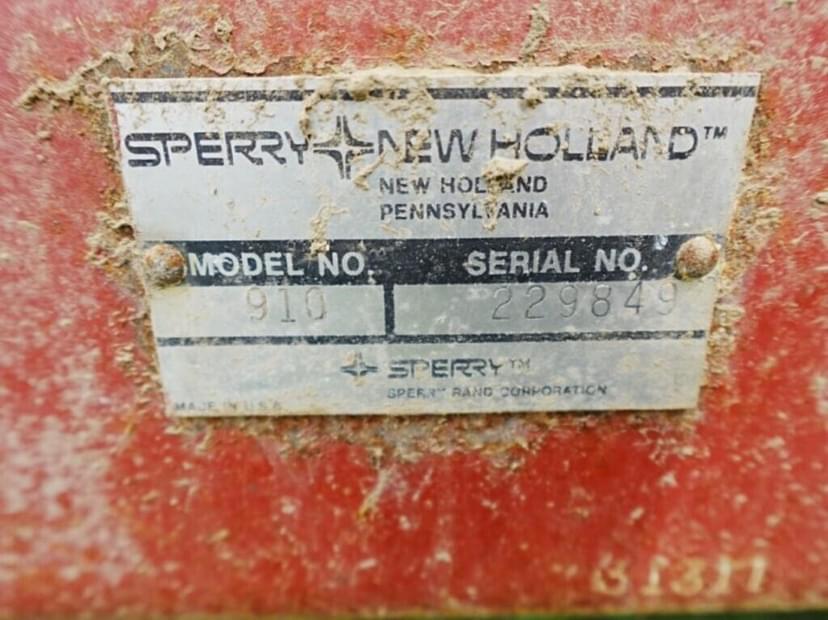 SPERRY NEW HOLLAND™
NEW HOLLAND
PENNSYLVANIA
MODEL NO. SERIAL NO.
910 229849
SPERRY™
SPERRY RAND CORPORATION
MADE IN U.S.A.